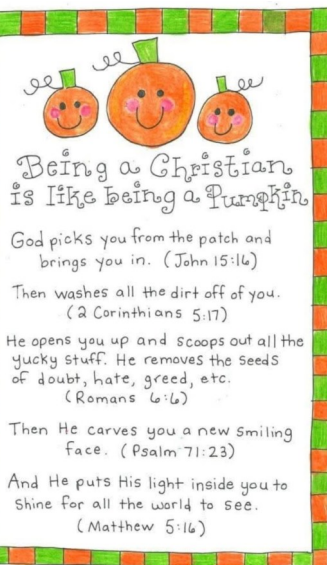 Being a Christian
is like being a Pumpkin
God picks you from the patch and
brings you in. (John 15:16)
Then washes all the dirt off of you.
(2 Corinthians 5:17)
He opens you up and scoops out all the
yucky stuff. He removes the seeds
of doubt, hate, greed, etc.
(Romans 6:6)
Then He carves you a new smiling
face. (Psalm 71:23)
And He puts His light inside you to
shine for all the world to see.
(Matthew 5:16)